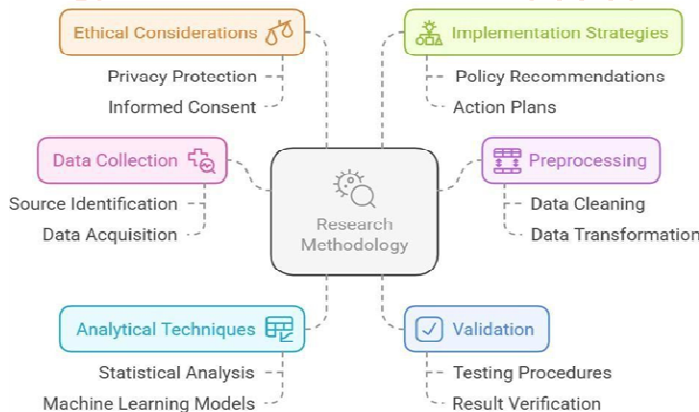 Ethical Considerations
Privacy Protection
Informed Consent
Implementation Strategies
Policy Recommendations
Action Plans
Data Collection
Source Identification
Data Acquisition
Research
Methodology
Preprocessing
Data Cleaning
Data Transformation
Analytical Techniques
Statistical Analysis
Machine Learning Models
Validation
Testing Procedures
Result Verification